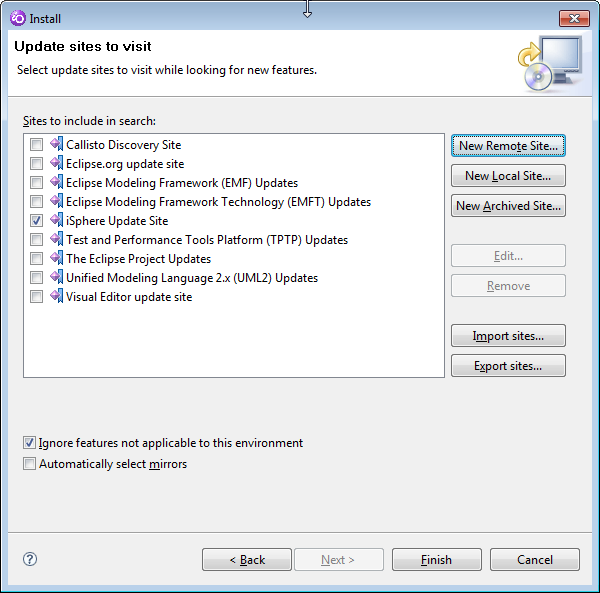 Install
Update sites to visit
Select update sites to visit while looking for new features.
Sites to include in search:
Callisto Discovery Site
Eclipse.org update site
Eclipse Modeling Framework (EMF) Updates
Eclipse Modeling Framework Technology (EMFT) Updates
iSphere Update Site
Test and Performance Tools Platform (TPTP) Updates
The Eclipse Project Updates
Unified Modeling Language 2.x (UML2) Updates
Visual Editor update site
New Remote Site...
New Local Site...
New Archived Site...
Edit...
Remove
Import sites...
Export sites...
Ignore features not applicable to this environment
Automatically select mirrors
< Back
Next >
Finish
Cancel